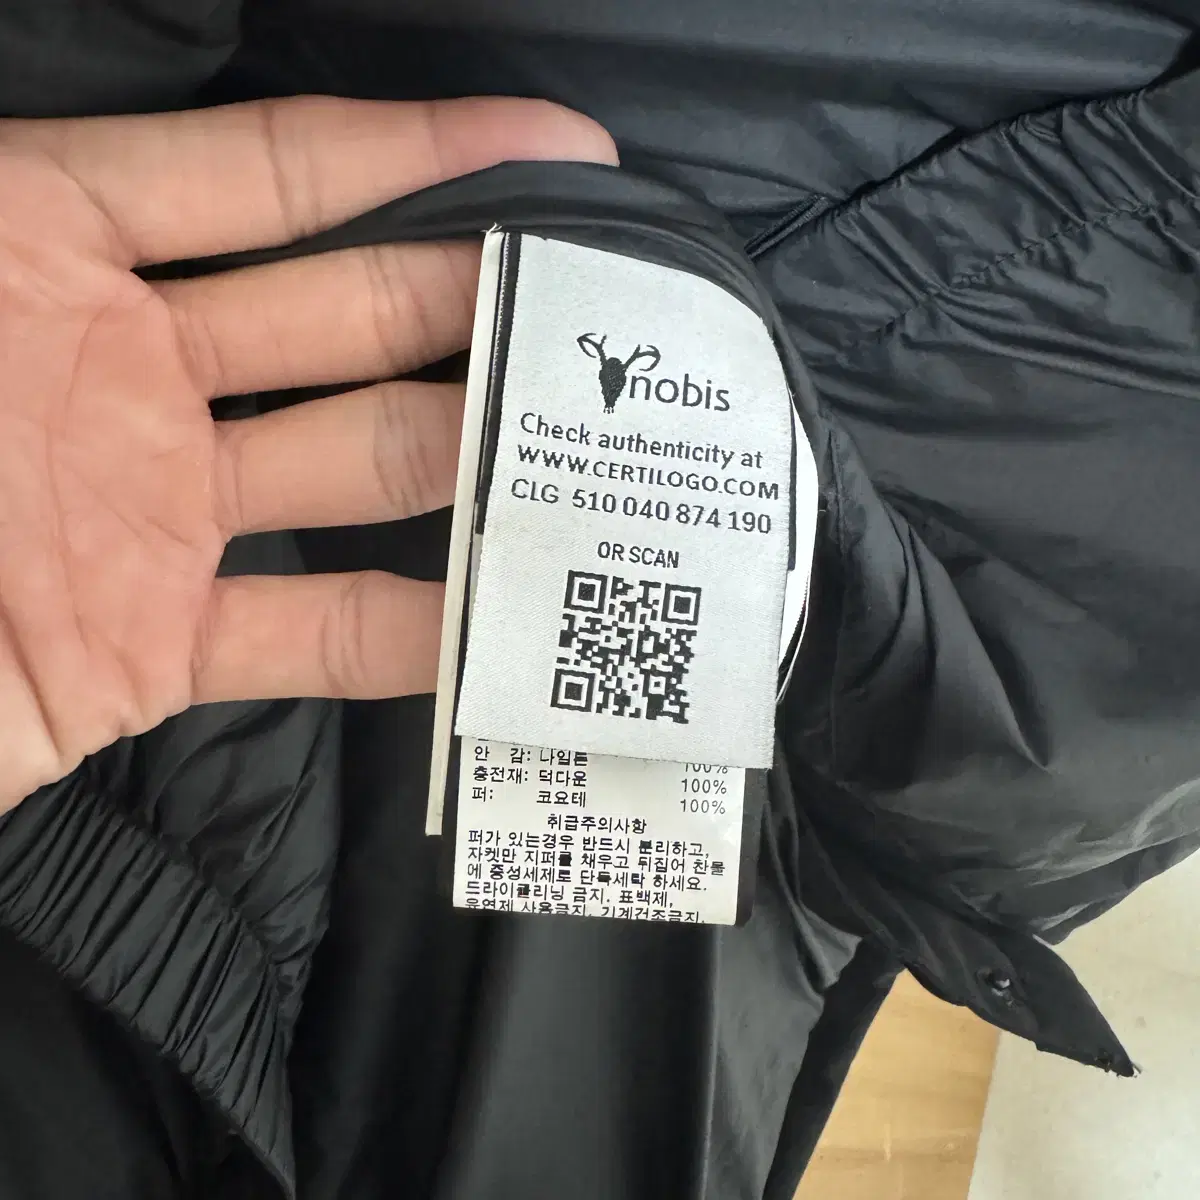 nobis
Check authenticity at
WWW.CERTILOGO.COM
CLG 510 040 874 190
OR SCAN
안 감: 나일론 100%
충전재: 덕다운 100%
퍼: 코요테 100%
취급주의사항
퍼가 있는경우 반드시 분리하고,
자켓만 지퍼를 채우고 뒤집어 찬물
에 중성세제로 단독세탁 하세요.
드라이클리닝 금지. 표백제,
유연제 사용금지. 기계건조금지.